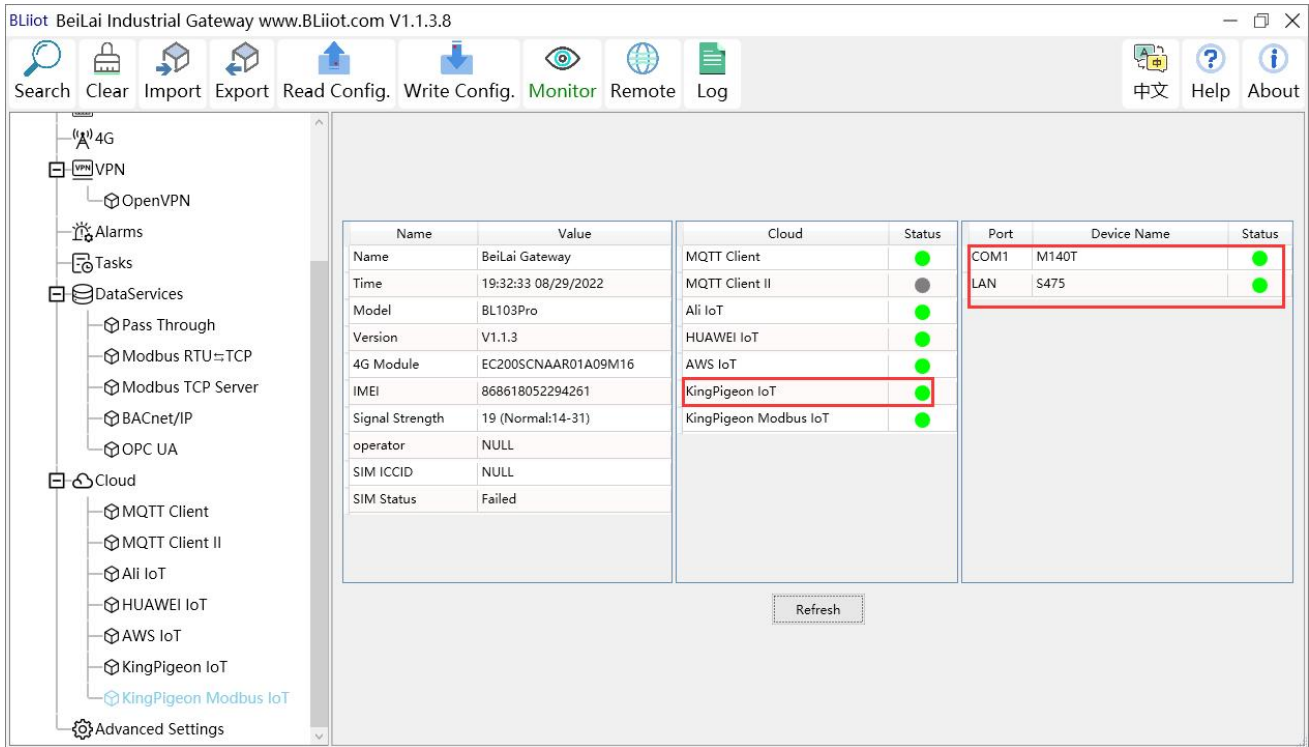 BLiiot BeiLai Industrial Gateway www.BLiiot.com V1.1.3.8
Search Clear Import Export Read Config. Write Config. Monitor Remote Log 中文 Help About
4G
VPN VPN
OpenVPN
Alarms
Tasks
DataServices
Pass Through
Modbus RTU⇆TCP
Modbus TCP Server
BACnet/IP
OPC UA
Cloud
MQTT Client
MQTT Client II
Ali IoT
HUAWEI IoT
AWS IoT
KingPigeon IoT
KingPigeon Modbus IoT
Advanced Settings
Name Value
Name BeiLai Gateway
Time 19:32:33 08/29/2022
Model BL103Pro
Version V1.1.3
4G Module EC200SCNAAR01A09M16
IMEI 868618052294261
Signal Strength 19 (Normal:14-31)
operator NULL
SIM ICCID NULL
SIM Status Failed
Cloud Status
MQTT Client
MQTT Client II
Ali IoT
HUAWEI IoT
AWS IoT
KingPigeon IoT
KingPigeon Modbus IoT
Port Device Name Status
COM1 M140T
LAN S475
Refresh